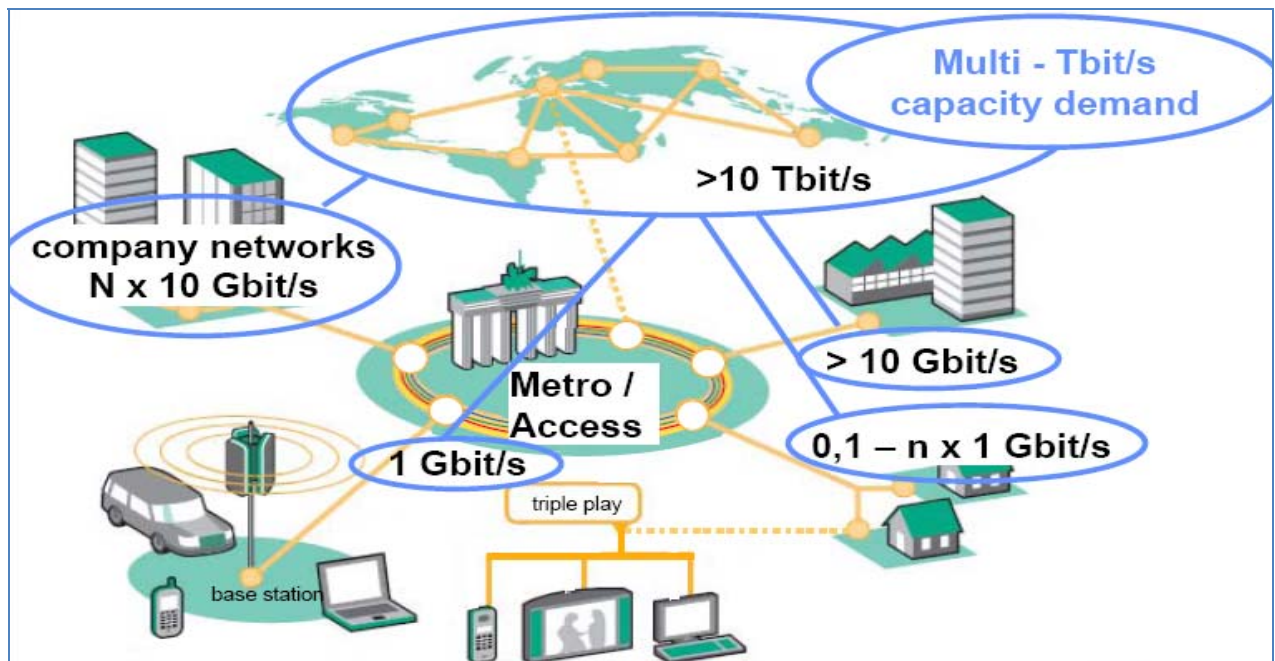 Multi - Tbit/s
capacity demand
>10 Tbit/s
company networks
N x 10 Gbit/s
> 10 Gbit/s
Metro /
Access
0,1 – n x 1 Gbit/s
1 Gbit/s
triple play
base station